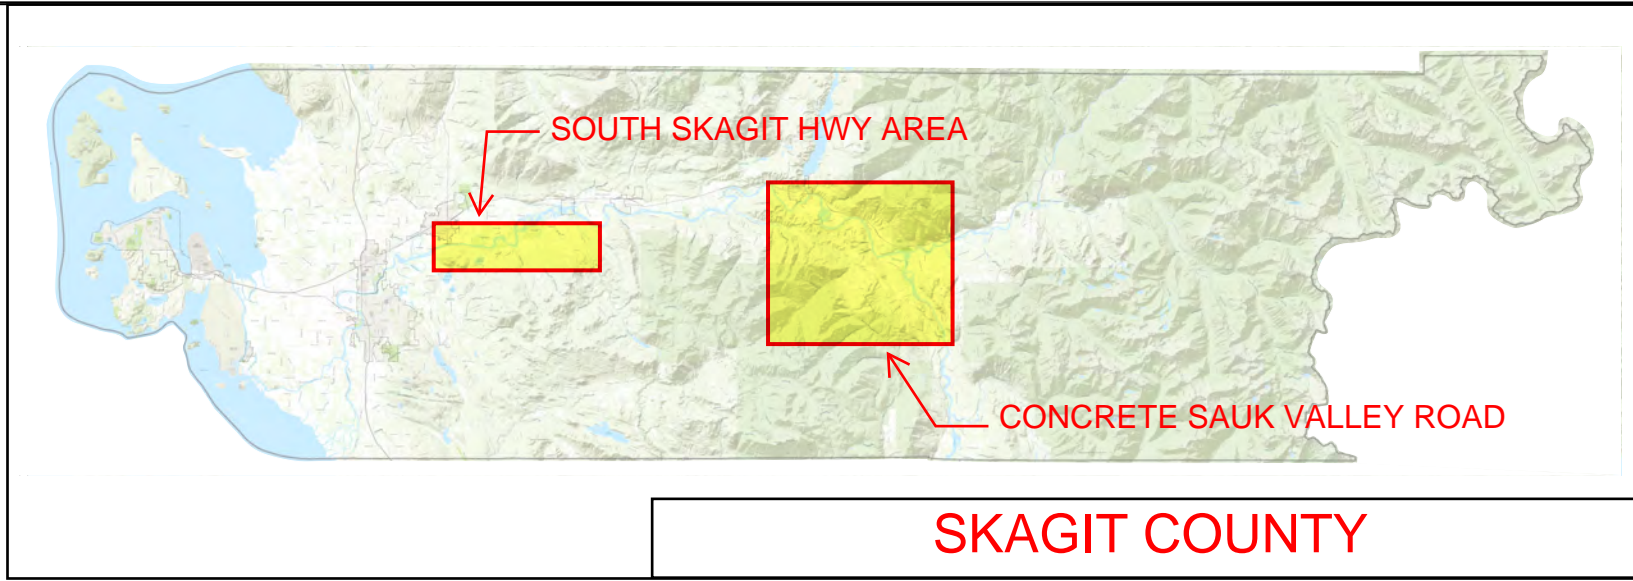 SOUTH SKAGIT HWY AREA
CONCRETE SAUK VALLEY ROAD
SKAGIT COUNTY